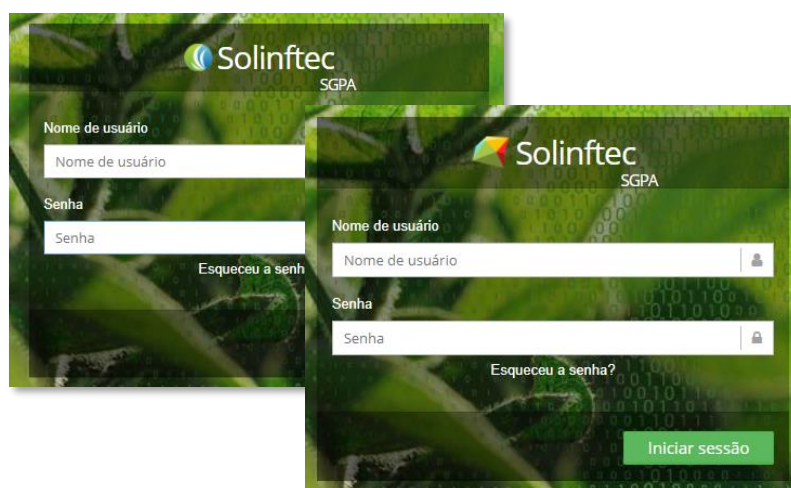 Solinftec
SGPA
Nome de usuário
Nome de usuário
Senha
Senha
Esqueceu a senh
Solinftec
SGPA
Nome de usuário
Nome de usuário
Senha
Senha
Esqueceu a senha?
Iniciar sessão